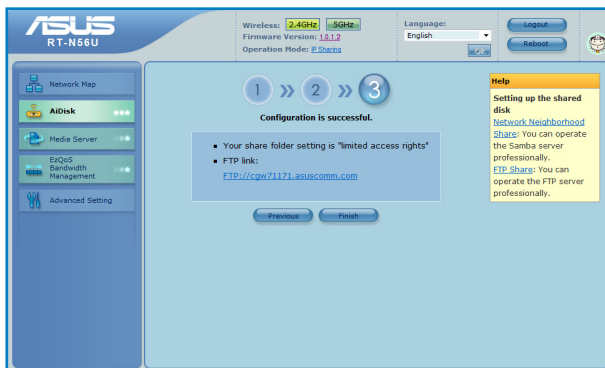 ASUS
RT-N56U
Wireless: 2.4GHz 5GHz
Firmware Version: 1.0.1.2
Operation Mode: IP Sharing
Language:
English
Logout
Reboot
Network Map
AiDisk
Media Server
EzQoS
Bandwidth
Management
Advanced Setting
1 » 2 » 3
Configuration is successful.
▪ Your share folder setting is "limited access rights"
▪ FTP link:
FTP://cgw71171.asuscomm.com
Previous Finish
Help
Setting up the shared
disk
Network Neighborhood
Share: You can operate
the Samba server
professionally.
FTP Share: You can
operate the FTP server
professionally.